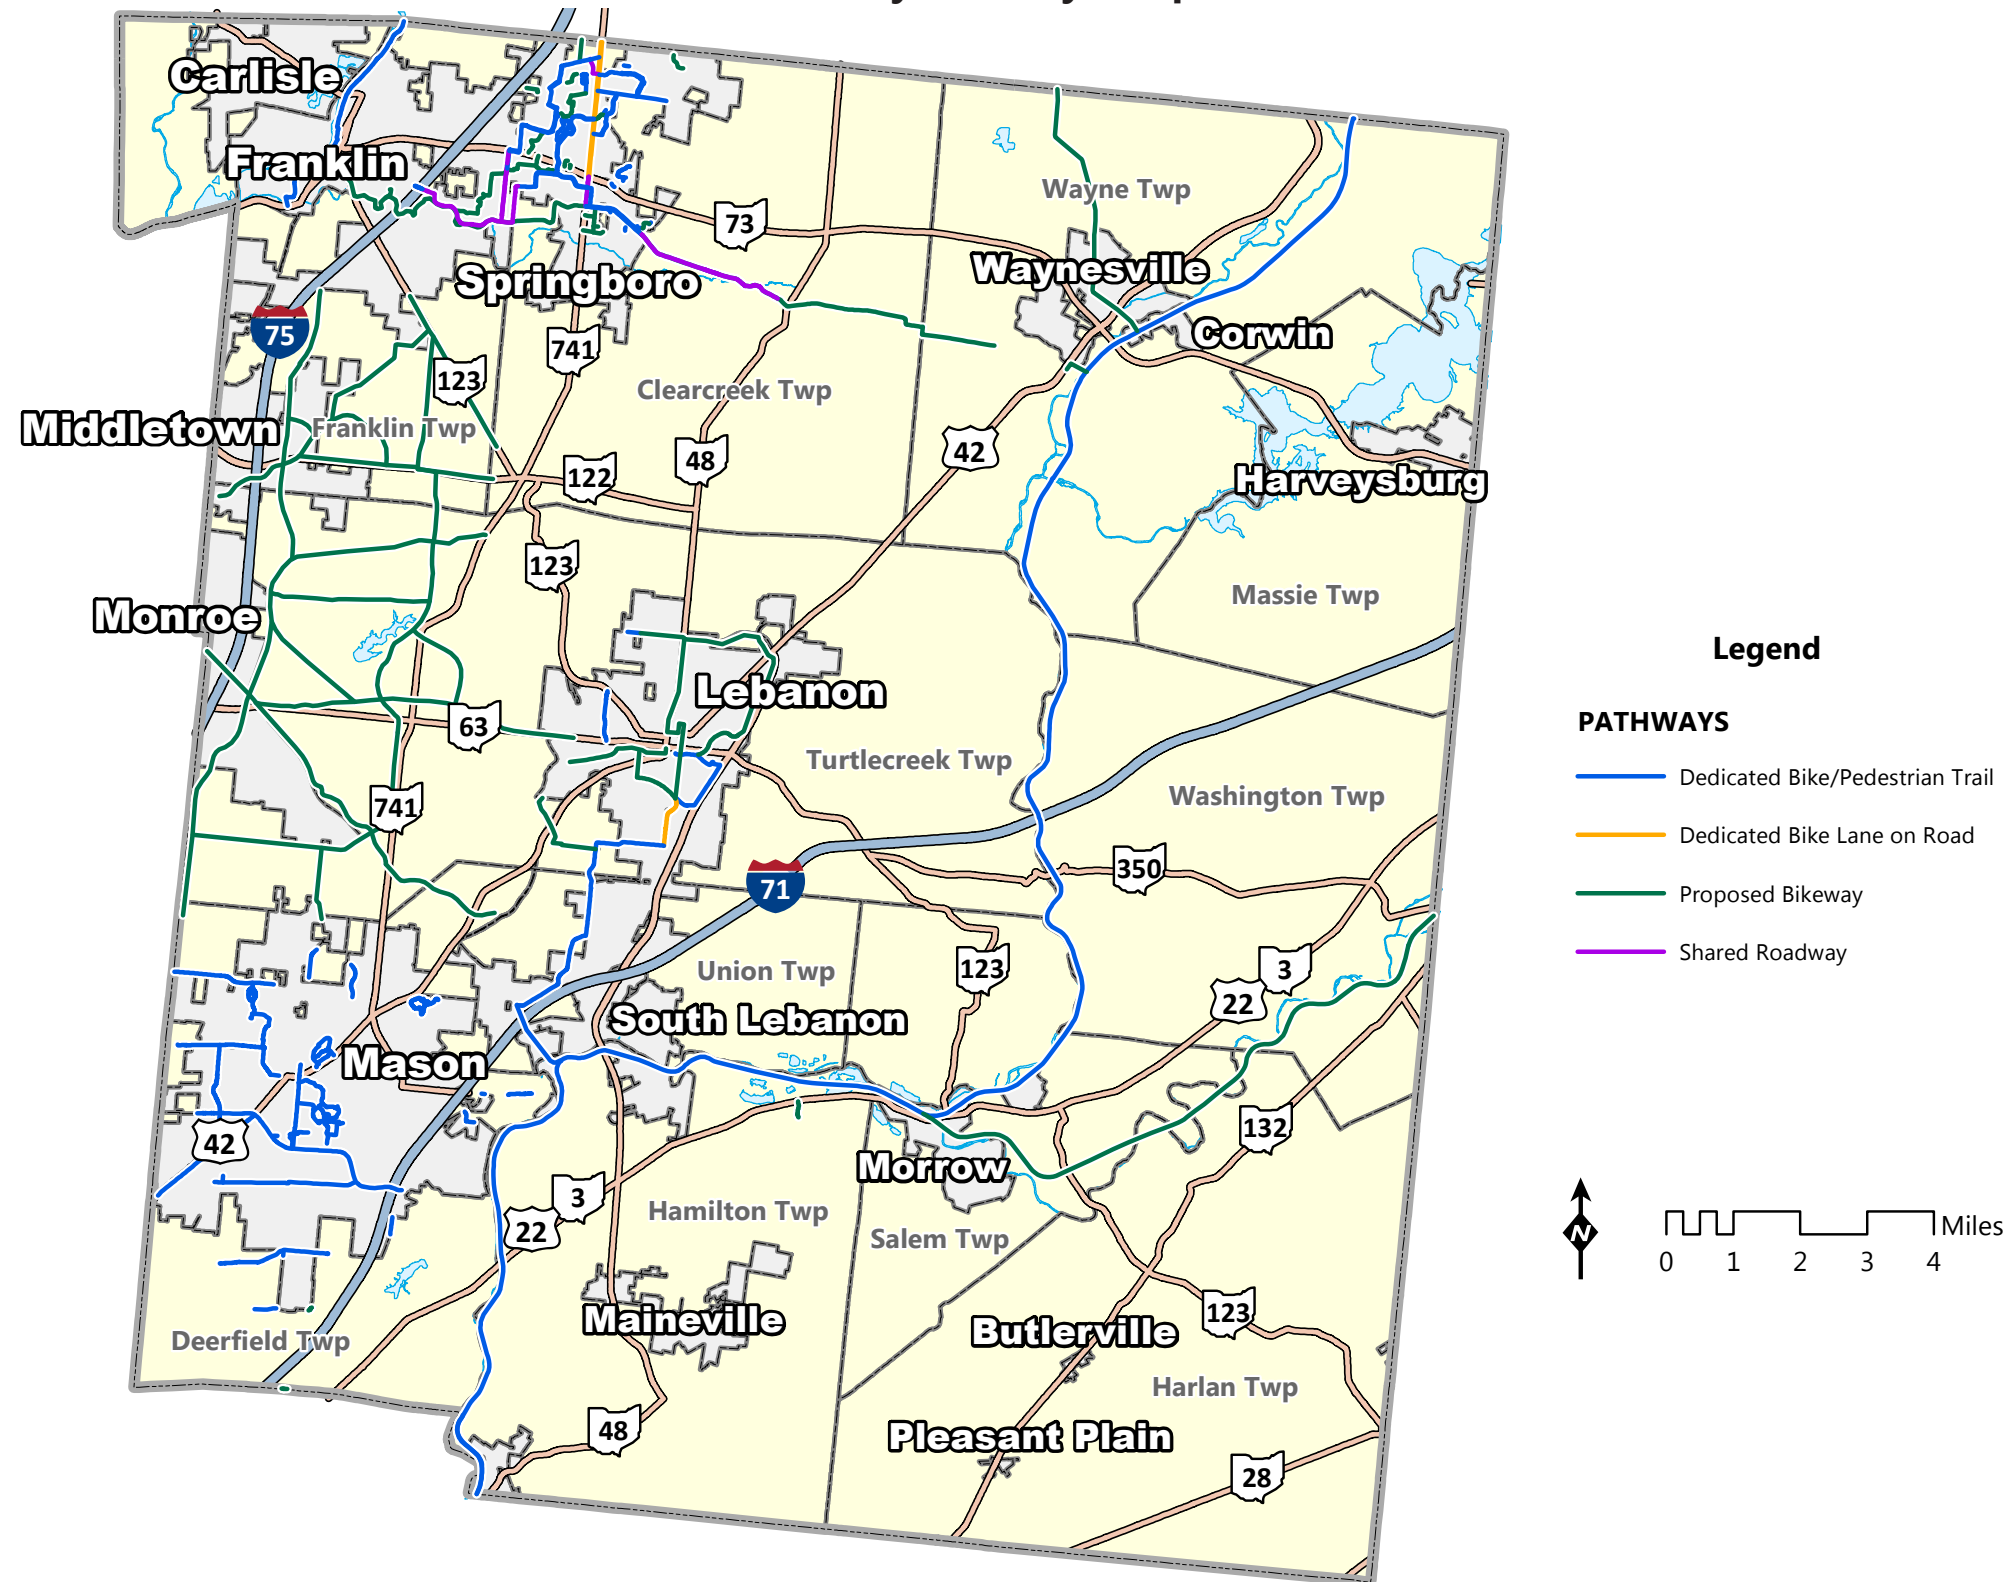 Carlisle
Franklin
Wayne Twp
73
Waynesville
Springboro
75
Corwin
741
123
Clearcreek Twp
Middletown
Franklin Twp
42
48
122
Harveysburg
123
Massie Twp
Monroe
Legend
Lebanon
PATHWAYS
63
Turtlecreek Twp
Dedicated Bike/Pedestrian Trail
Washington Twp
741
Dedicated Bike Lane on Road
350
71
Proposed Bikeway
Shared Roadway
Union Twp
123
3
22
South Lebanon
Mason
132
42
Morrow
3
Hamilton Twp
22
Salem Twp
N
Miles
0 1 2 3 4
123
Maineville
Butlerville
Deerfield Twp
Harlan Twp
48
Pleasant Plain
28